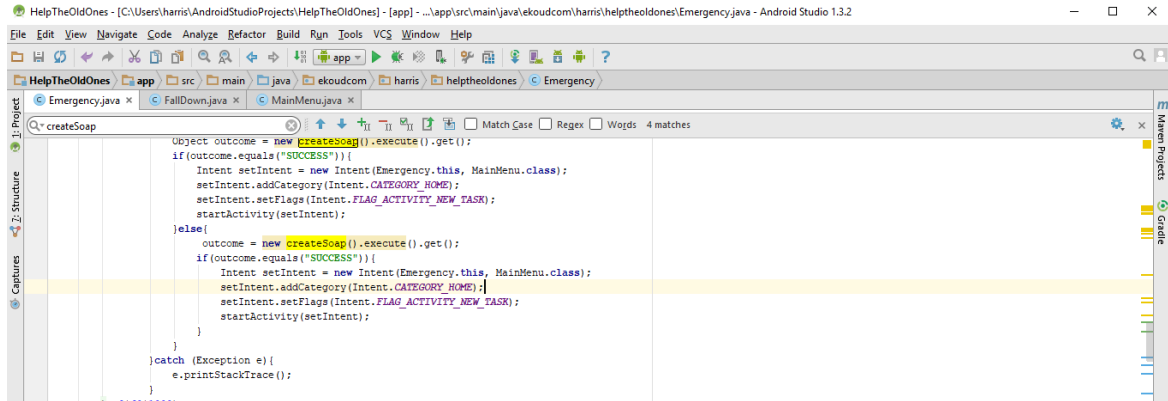 HelpTheOldOnes - [C:\Users\harris\AndroidStudioProjects\HelpTheOldOnes] - [app] - ...\app\src\main\java\ekoudcom\harris\helptheoldones\Emergency.java - Android Studio 1.3.2
File Edit View Navigate Code Analyze Refactor Build Run Tools VCS Window Help
app
HelpTheOldOnes app src main java ekoudcom harris helptheoldones Emergency
Emergency.java FallDown.java MainMenu.java
createSoap Match Case Regex Words 4 matches
Object outcome = new createSoap().execute().get();
if(outcome.equals("SUCCESS")){
Intent setIntent = new Intent(Emergency.this, MainMenu.class);
setIntent.addCategory(Intent.CATEGORY_HOME);
setIntent.setFlags(Intent.FLAG_ACTIVITY_NEW_TASK);
startActivity(setIntent);
}else{
outcome = new createSoap().execute().get();
if(outcome.equals("SUCCESS")){
Intent setIntent = new Intent(Emergency.this, MainMenu.class);
setIntent.addCategory(Intent.CATEGORY_HOME);
setIntent.setFlags(Intent.FLAG_ACTIVITY_NEW_TASK);
startActivity(setIntent);
}
}
}catch (Exception e){
e.printStackTrace();
}
1: Project
7: Structure
Captures
m
Maven Projects
Gradle